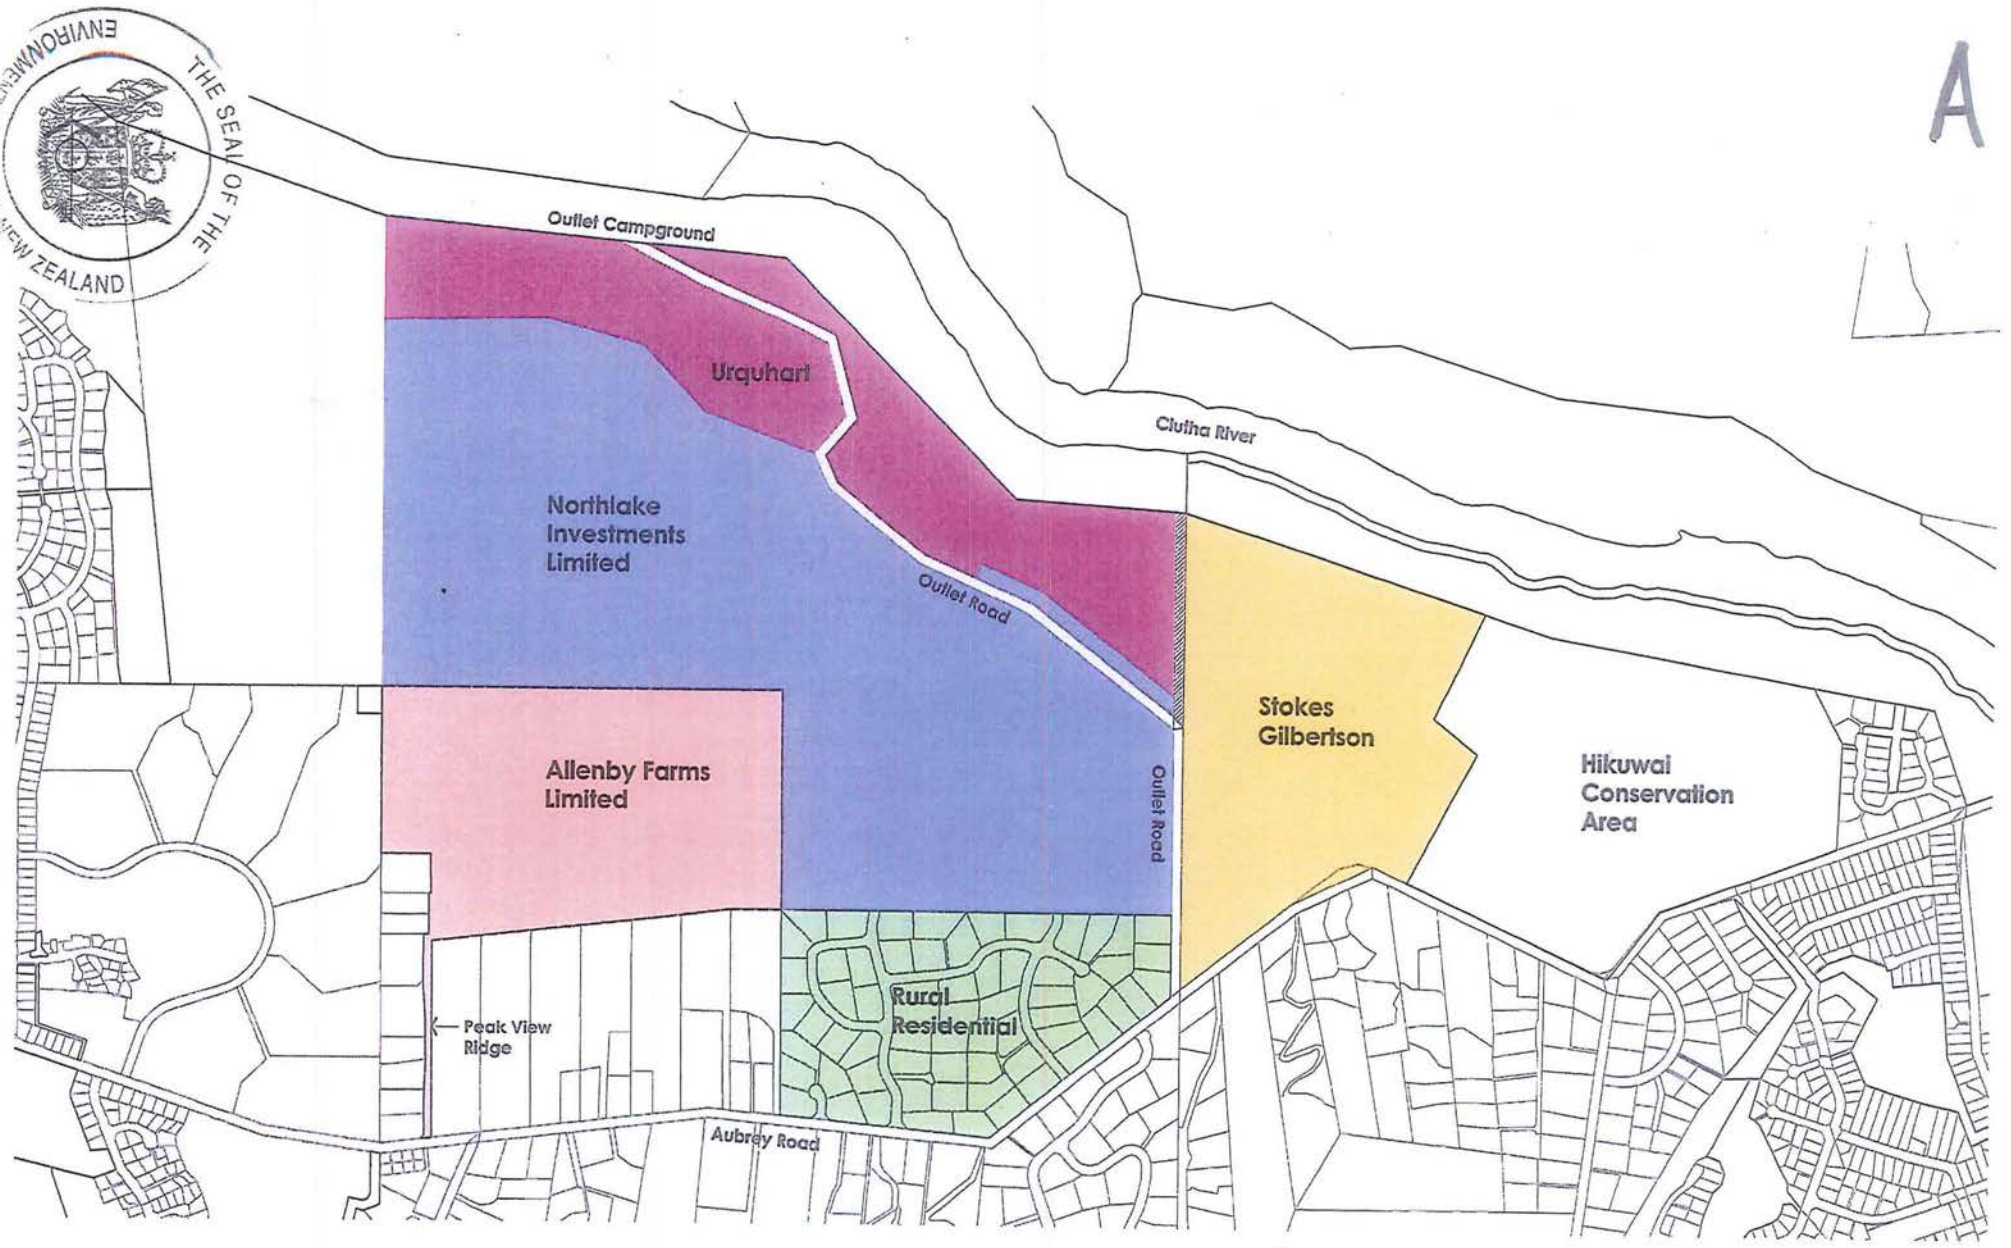 A
THE SEAL OF THE
ENVIRONMENT
NEW ZEALAND
Outlet Campground
Urquhart
Clutha River
Northlake
Investments
Limited
Outlet Road
Stokes
Gilbertson
Allenby Farms
Limited
Outlet Road
Hikuwai
Conservation
Area
Rural
Residential
Peak View
Ridge
Aubrey Road